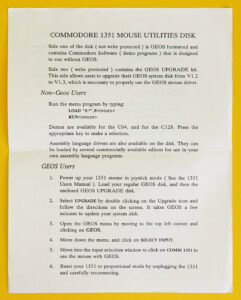 COMMODORE 1351 MOUSE UTILITIES DISK
Side one of the disk ( not write protected ) is GEOS formatted and
contains Commodore Software ( demo programs ) that is designed
to run without GEOS.
Side two ( write protected ) contains the GEOS UPGRADE kit.
This side allows users to upgrade their GEOS system disk from V1.2
to V1.3, which is necessary to properly use the GEOS mouse driver.
Non-Geos Users
Run the menu program by typing:
LOAD "0:*",8<return>
RUN<return>
Demos are available for the C64, and for the C128. Press the
appropriate key to make a selection.
Assembly language drivers are also available on the disk. They can
be loaded by several commercially available editors for use in your
own assembly language programs.
GEOS Users
1. Power up your 1351 mouse in joystick mode ( See the 1351
Users Manual ). Load your regular GEOS disk, and then the
enclosed GEOS UPGRADE disk.
2. Select UPGRADE by double clicking on the Upgrade icon and
follow the directions on the screen. It takes GEOS a few
minutes to update your system disk.
3. Open the GEOS menu by moving to the top left corner and
clicking on GEOS.
4. Move down the menu, and click on SELECT INPUT.
5. Move into the input selection window to click on COMM 1351 to
use the mouse with GEOS.
6. Reset your 1351 to proportional mode by unplugging the 1351
and carefully reconnecting.